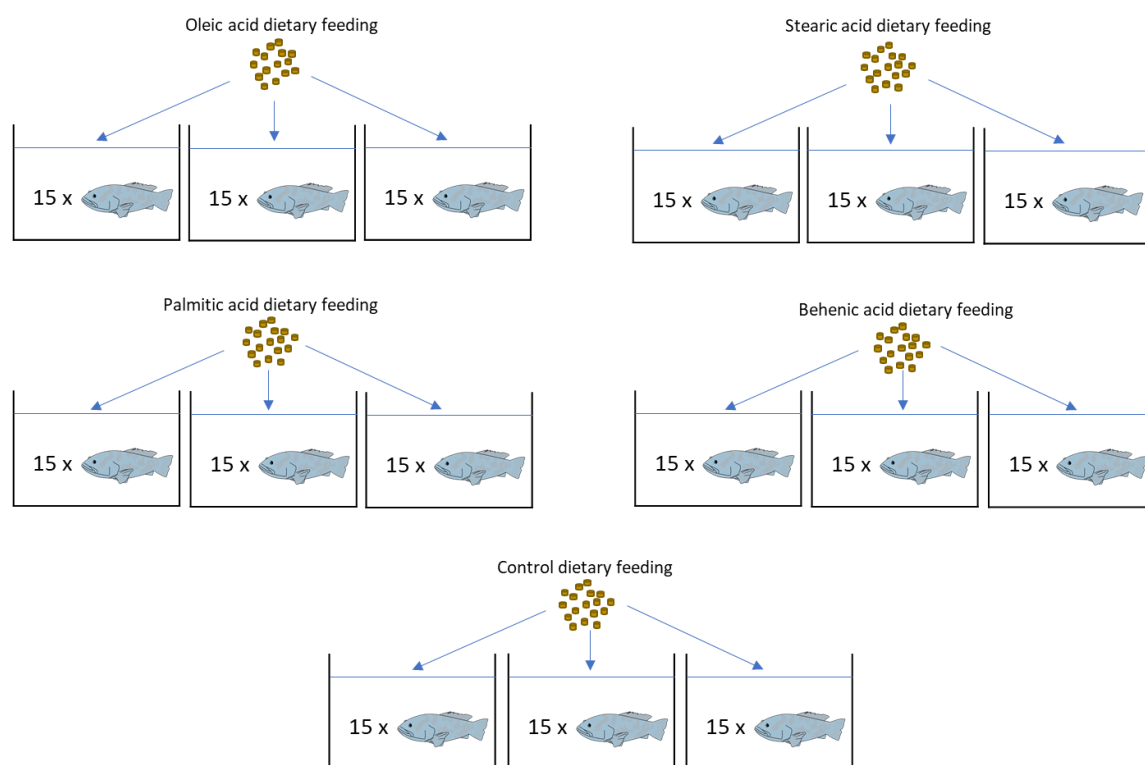 Oleic acid dietary feeding
Stearic acid dietary feeding
15 x
15 x
15 x
15 x
15 x
15 x
Palmitic acid dietary feeding
Behenic acid dietary feeding
15 x
15 x
15 x
15 x
15 x
15 x
Control dietary feeding
15 x
15 x
15 x